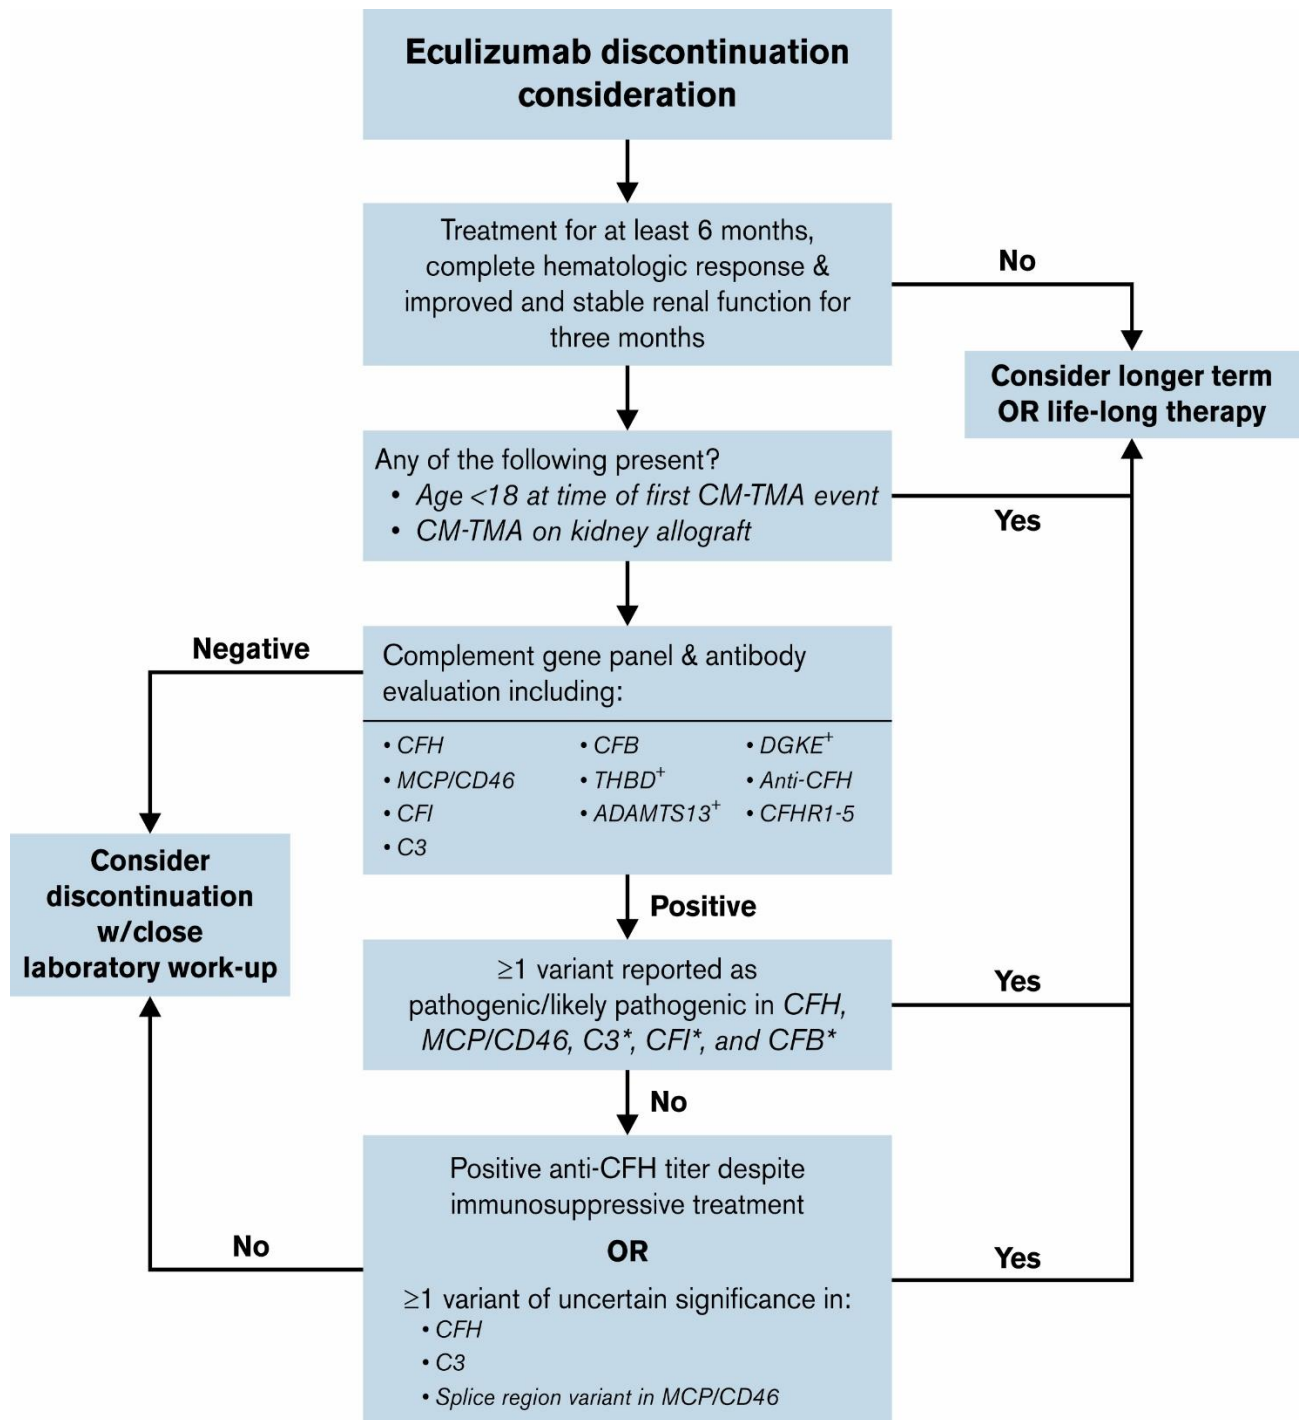 Eculizumab discontinuation
consideration
Treatment for at least 6 months,
complete hematologic response &
improved and stable renal function for
three months
No
Consider longer term
OR life-long therapy
Any of the following present?
• Age <18 at time of first CM-TMA event
• CM-TMA on kidney allograft
Yes
Negative
Complement gene panel & antibody
evaluation including:
• CFH
• MCP/CD46
• CFI
• C3
• CFB
• THBD+
• ADAMTS13+
• DGKE+
• Anti-CFH
• CFHR1-5
Consider
discontinuation
w/close
laboratory work-up
Positive
≥1 variant reported as
pathogenic/likely pathogenic in CFH,
MCP/CD46, C3*, CFI*, and CFB*
Yes
No
Positive anti-CFH titer despite
immunosuppressive treatment
OR
≥1 variant of uncertain significance in:
• CFH
• C3
• Splice region variant in MCP/CD46
No
Yes